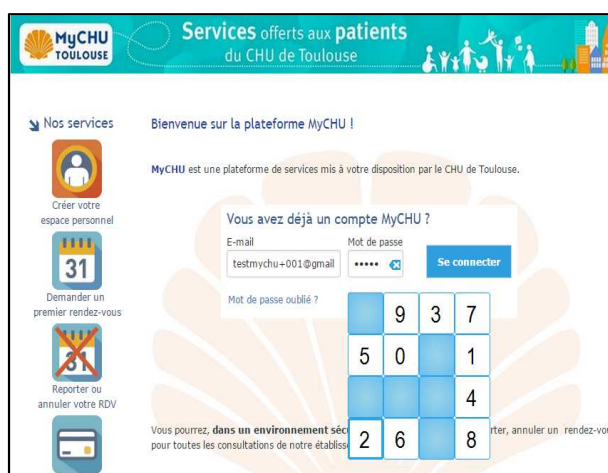 MyCHU
TOULOUSE
Services offerts aux patients
du CHU de Toulouse
Nos services
Créer votre
espace personnel
31
Demander un
premier rendez-vous
31
Reporter ou
annuler votre RDV
Bienvenue sur la plateforme MyCHU !
MyCHU est une plateforme de services mis à votre disposition par le CHU de Toulouse.
Vous avez déjà un compte MyCHU ?
E-mail
Mot de passe
testmychu+001@gmail
•••••
Se connecter
Mot de passe oublié ?
9 3 7
5 0 1
4
2 6 8
Vous pourrez, dans un environnement séc rter, annuler un rendez-vo
pour toutes les consultations de notre établiss